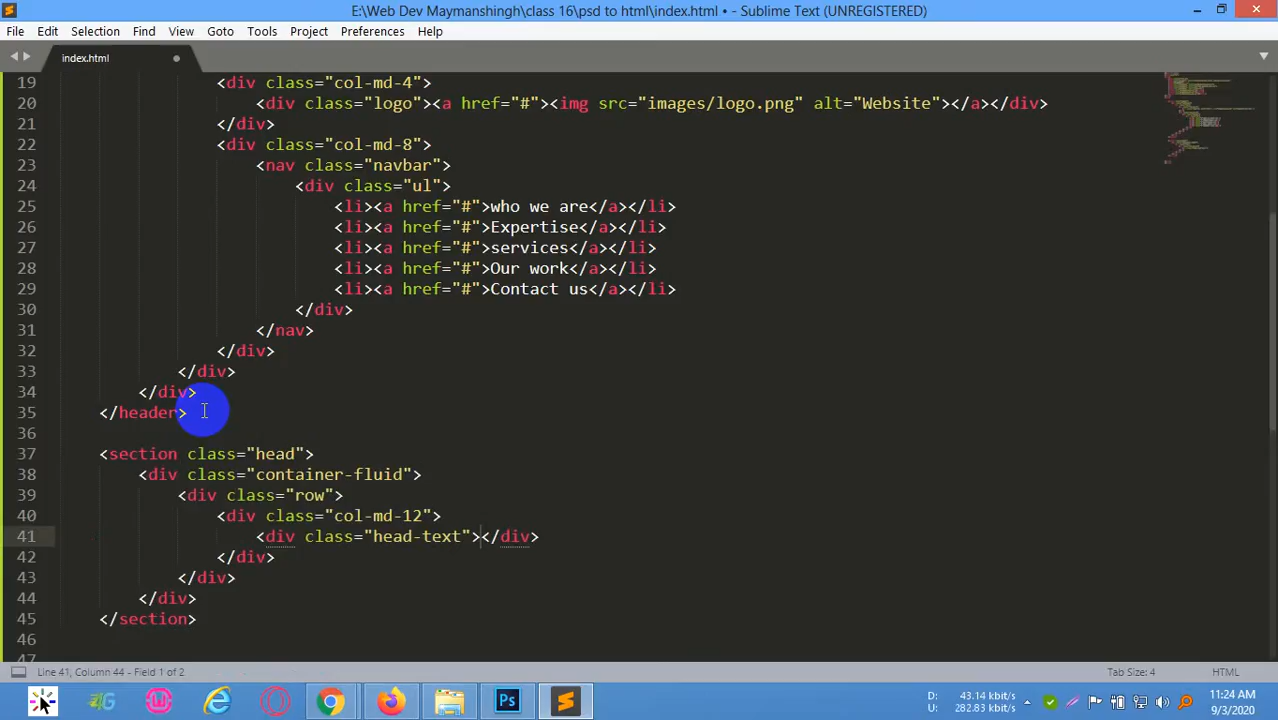 E:\Web Dev Maymanshingh\class 16\psd to html\index.html • - Sublime Text (UNREGISTERED)
File Edit Selection Find View Goto Tools Project Preferences Help
index.html
19 <div class="col-md-4">
20 <div class="logo"><a href="#"><img src="images/logo.png" alt="Website"></a></div>
21 </div>
22 <div class="col-md-8">
23 <nav class="navbar">
24 <div class="ul">
25 <li><a href="#">who we are</a></li>
26 <li><a href="#">Expertise</a></li>
27 <li><a href="#">services</a></li>
28 <li><a href="#">Our work</a></li>
29 <li><a href="#">Contact us</a></li>
30 </div>
31 </nav>
32 </div>
33 </div>
34 </div>
35 </header>
36
37 <section class="head">
38 <div class="container-fluid">
39 <div class="row">
40 <div class="col-md-12">
41 <div class="head-text"></div>
42 </div>
43 </div>
44 </div>
45 </section>
46
47
Line 41, Column 44 - Field 1 of 2 Tab Size: 4 HTML
Ps
D: 43.14 kbit/s 11:24 AM
U: 282.83 kbit/s 9/3/2020